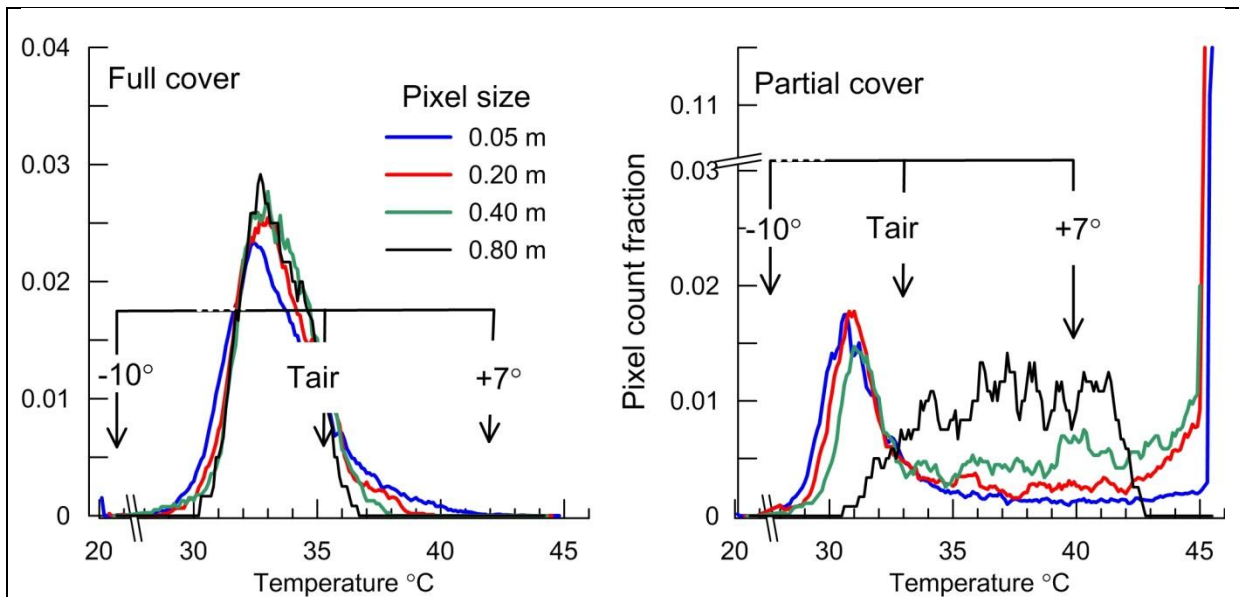 Full cover
Pixel size
0.05 m
0.20 m
0.40 m
0.80 m
0.04
0.03
0.02
0.01
0
-10°
Tair
+7°
20
30
35
40
45
Temperature °C
Partial cover
Pixel count fraction
0.11
0.03
0.02
0.01
0
-10°
Tair
+7°
20
30
35
40
45
Temperature °C